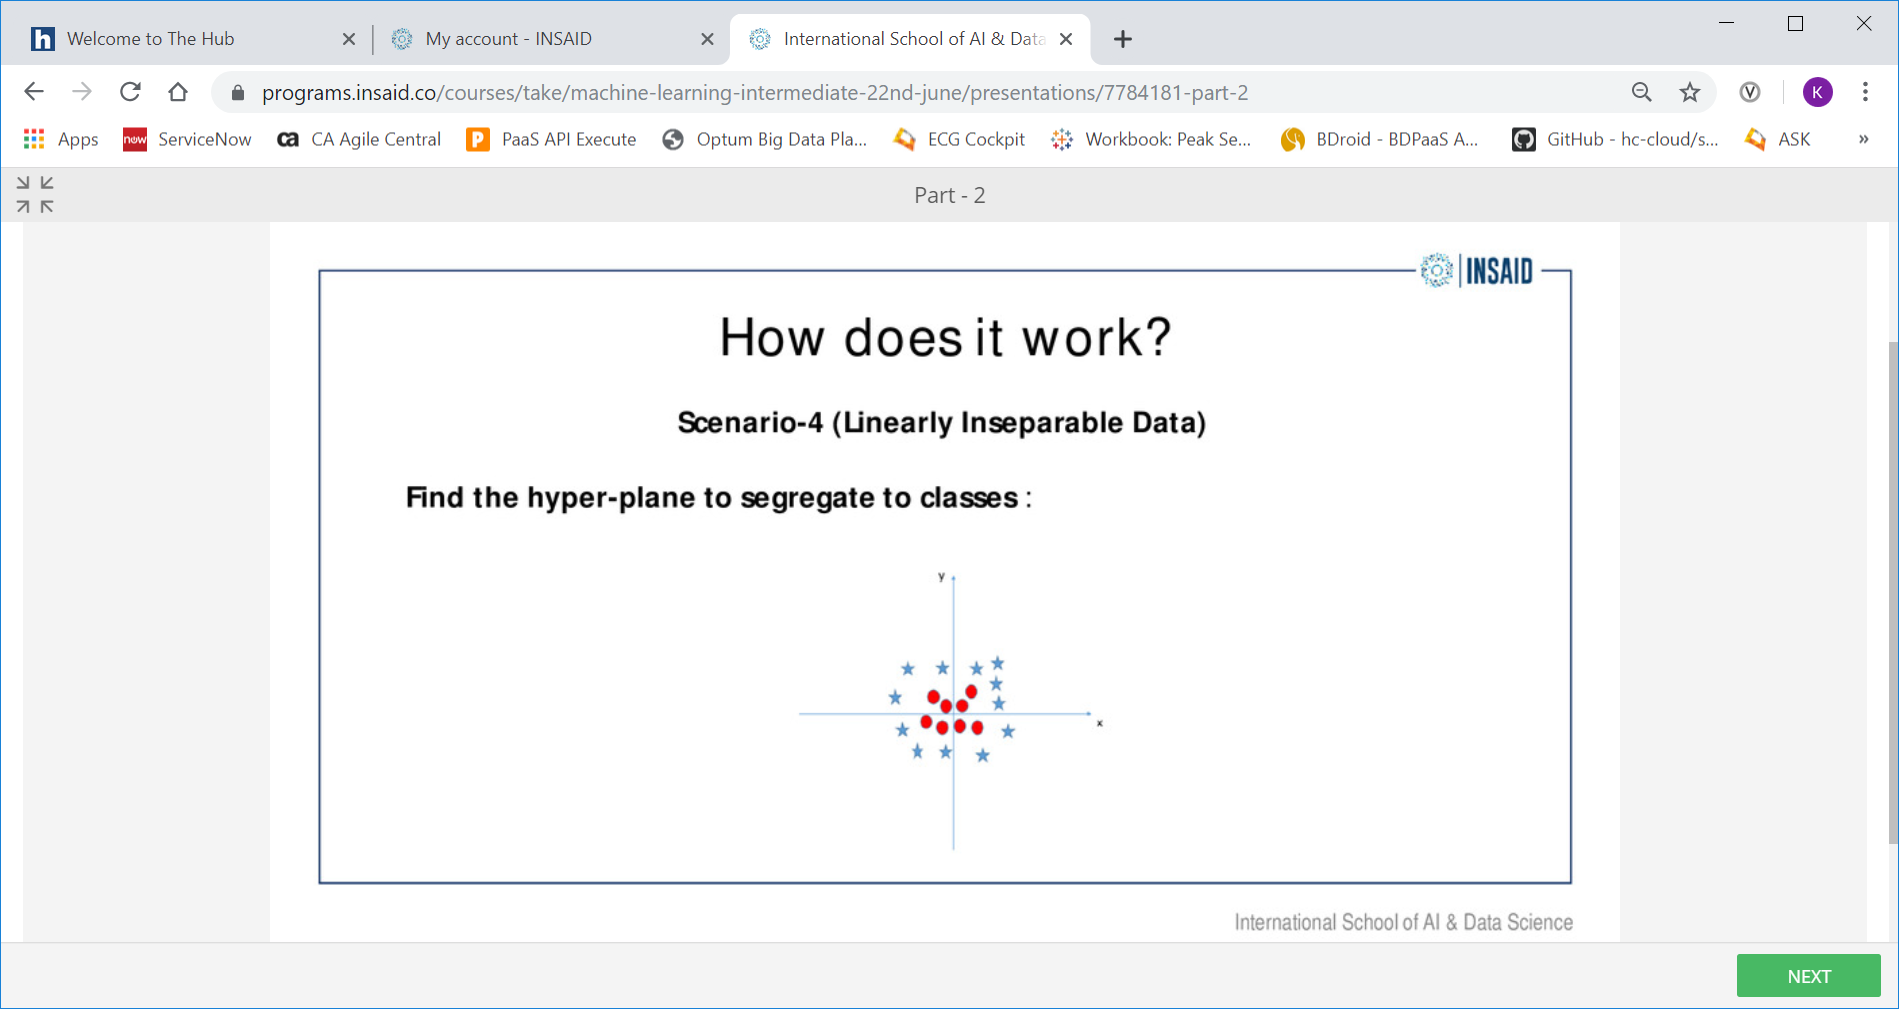 Welcome to The Hub
My account - INSAID
International School of AI & Data
programs.insaid.co/courses/take/machine-learning-intermediate-22nd-june/presentations/7784181-part-2
K
Apps
now
ServiceNow
ca
CA Agile Central
P
PaaS API Execute
Optum Big Data Pla...
ECG Cockpit
Workbook: Peak Se...
BDroid - BDPaaS A...
GitHub - hc-cloud/s...
ASK
»
Part - 2
INSAID
How does it work?
Scenario-4 (Linearly Inseparable Data)
Find the hyper-plane to segregate to classes :
y
x
International School of AI & Data Science
NEXT